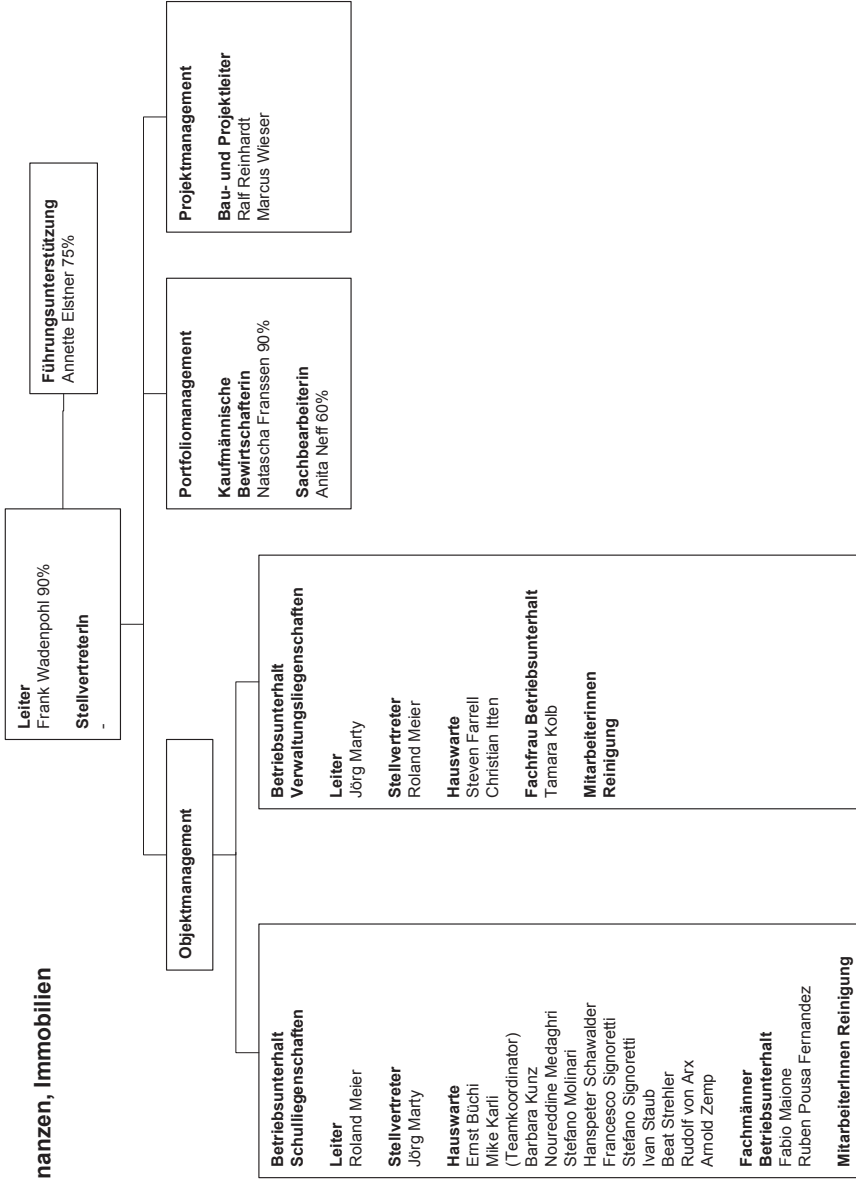 nanzen, Immobilien
Leiter
Frank Wadenpohl 90%
StellvertreterIn
-
Führungsunterstützung
Annette Elstner 75%
Objektmanagement
Portfoliomanagement
Kaufmännische
Bewirtschafterin
Natascha Franssen 90%
Sachbearbeiterin
Anita Neff 60%
Projektmanagement
Bau- und Projektleiter
Ralf Reinhardt
Marcus Wieser
Betriebsunterhalt
Schulliegenschaften
Leiter
Roland Meier
Stellvertreter
Jörg Marty
Hauswarte
Ernst Büchi
Mike Karli
(Teamkoordinator)
Barbara Kunz
Noureddine Medaghri
Stefano Molinari
Hanspeter Schawalder
Francesco Signoretti
Stefano Signoretti
Ivan Staub
Beat Strehler
Rudolf von Arx
Arnold Zemp
Fachmänner
Betriebsunterhalt
Fabio Maione
Ruben Pousa Fernandez
MitarbeiterInnen Reinigung
Betriebsunterhalt
Verwaltungsliegenschaften
Leiter
Jörg Marty
Stellvertreter
Roland Meier
Hauswarte
Steven Farrell
Christian Itten
Fachfrau Betriebsunterhalt
Tamara Kolb
Mitarbeiterinnen
Reinigung